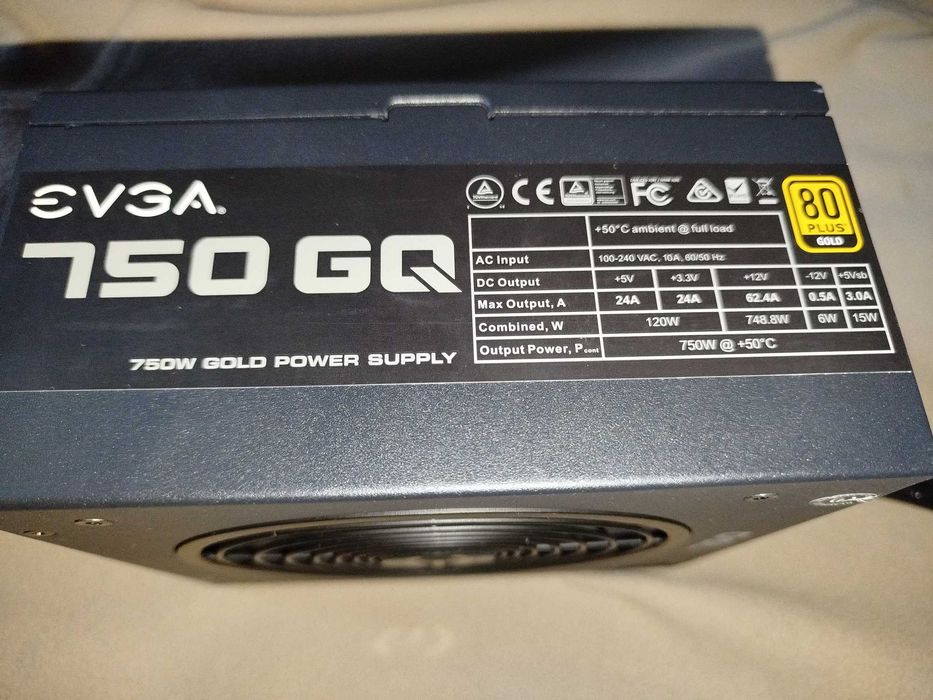 EVGA.
750 GQ
750W GOLD POWER SUPPLY
CE
FC
80
PLUS
GOLD
+50°C ambient @ full load
AC Input 100-240 VAC, 10A, 60/50 Hz
DC Output +5V +3.3V +12V -12V +5Vsb
Max Output, A 24A 24A 62.4A 0.5A 3.0A
Combined, W 120W 748.8W 6W 15W
Output Power, Pcont 750W @ +50°C